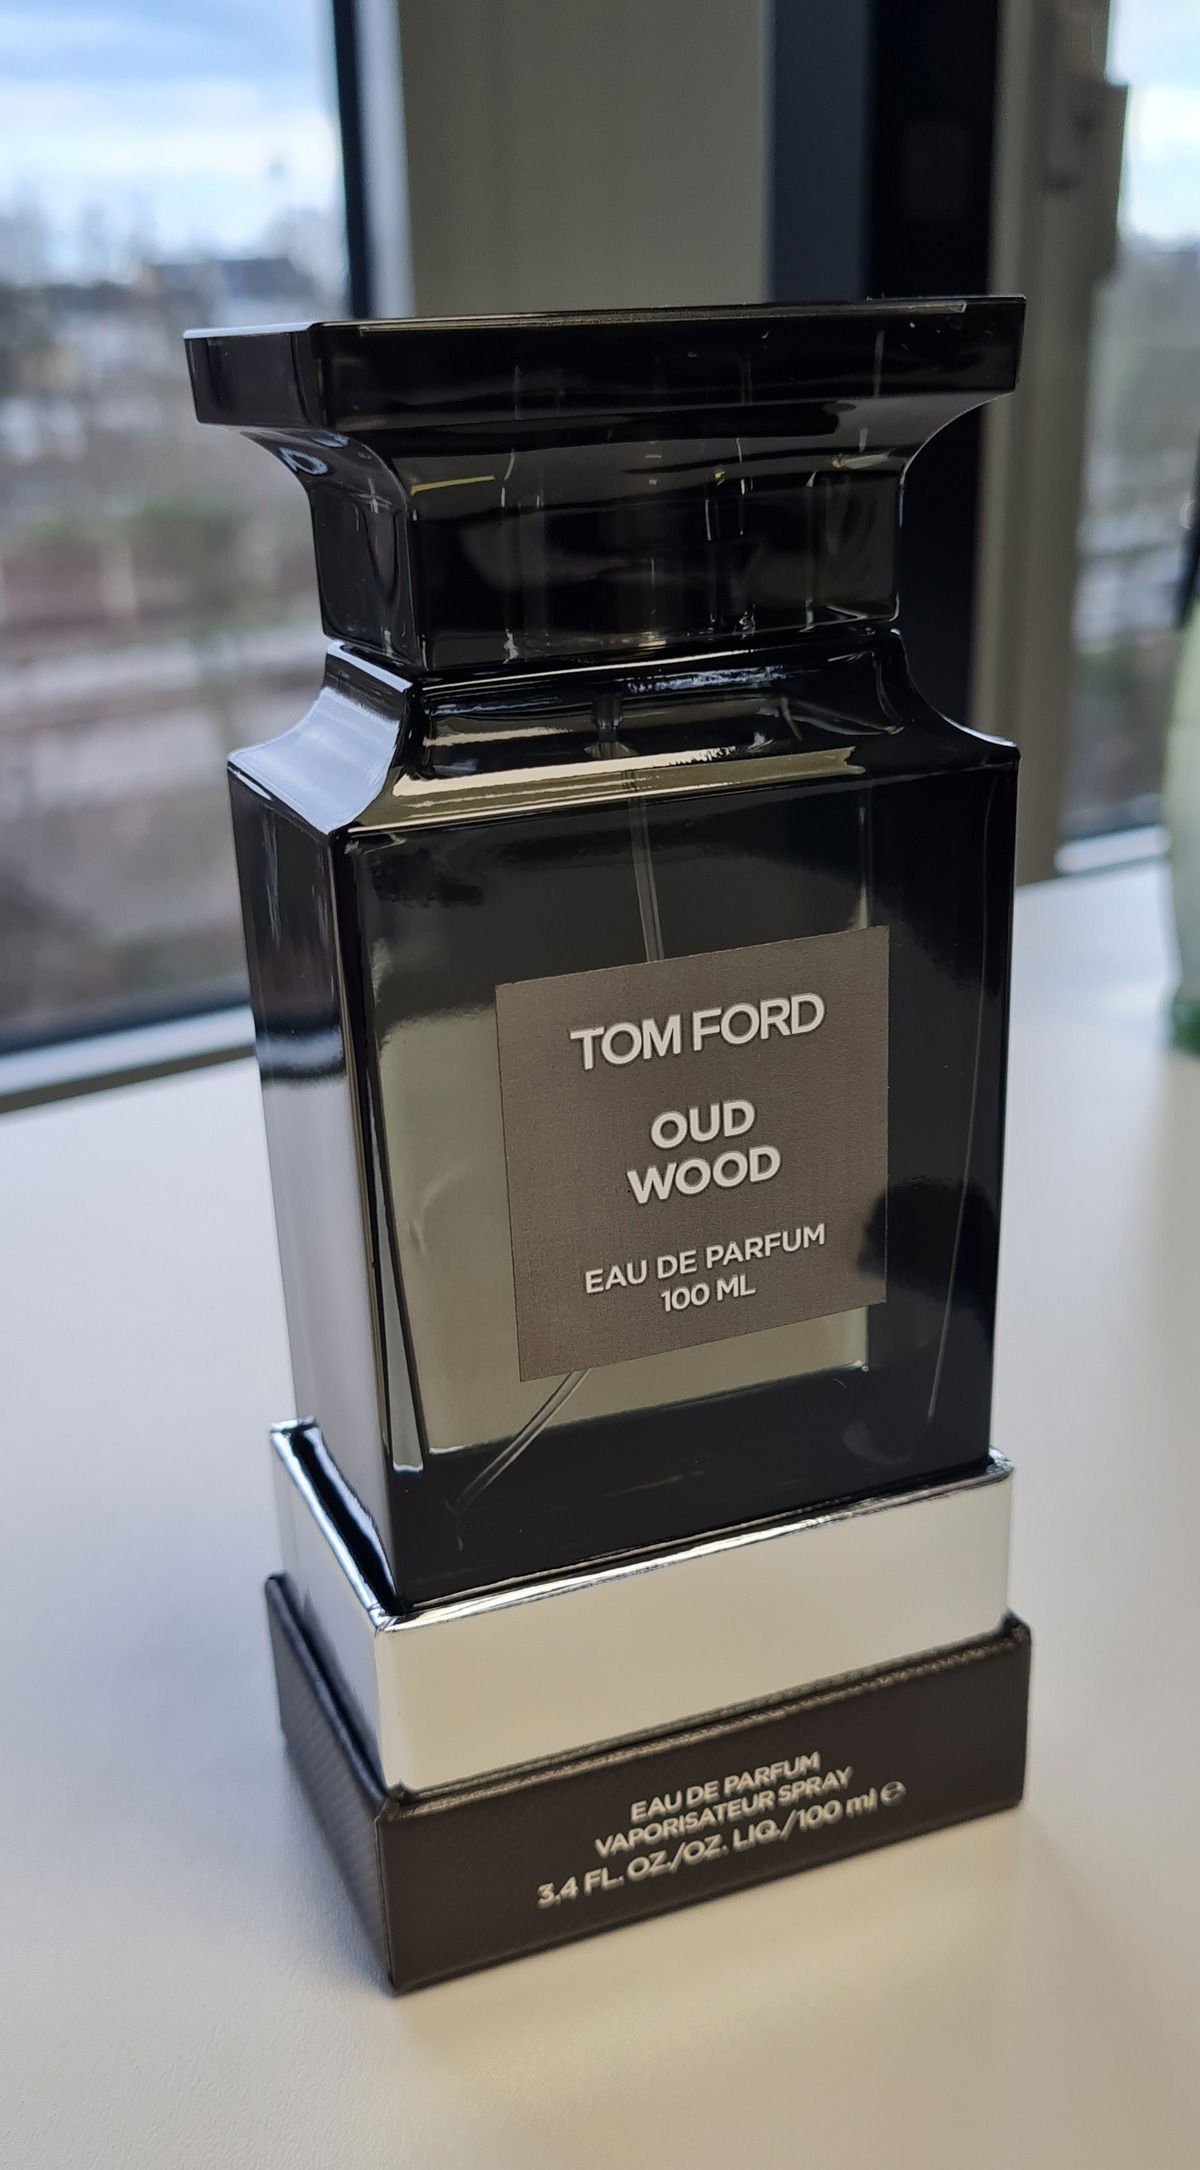 TOM FORD
OUD
WOOD
EAU DE PARFUM
100 ML
EAU DE PARFUM
VAPORISATEUR SPRAY
3.4 FL. OZ./OZ. LIQ./100 ml ℮